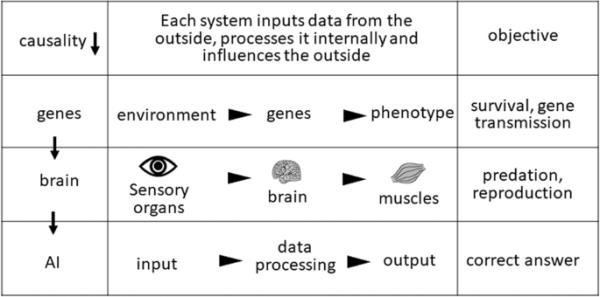 causality
Each system inputs data from the
outside, processes it internally and
influences the outside
objective
genes
environment
genes
phenotype
survival, gene
transmission
brain
Sensory
organs
brain
muscles
predation,
reproduction
AI
input
data
processing
output
correct answer